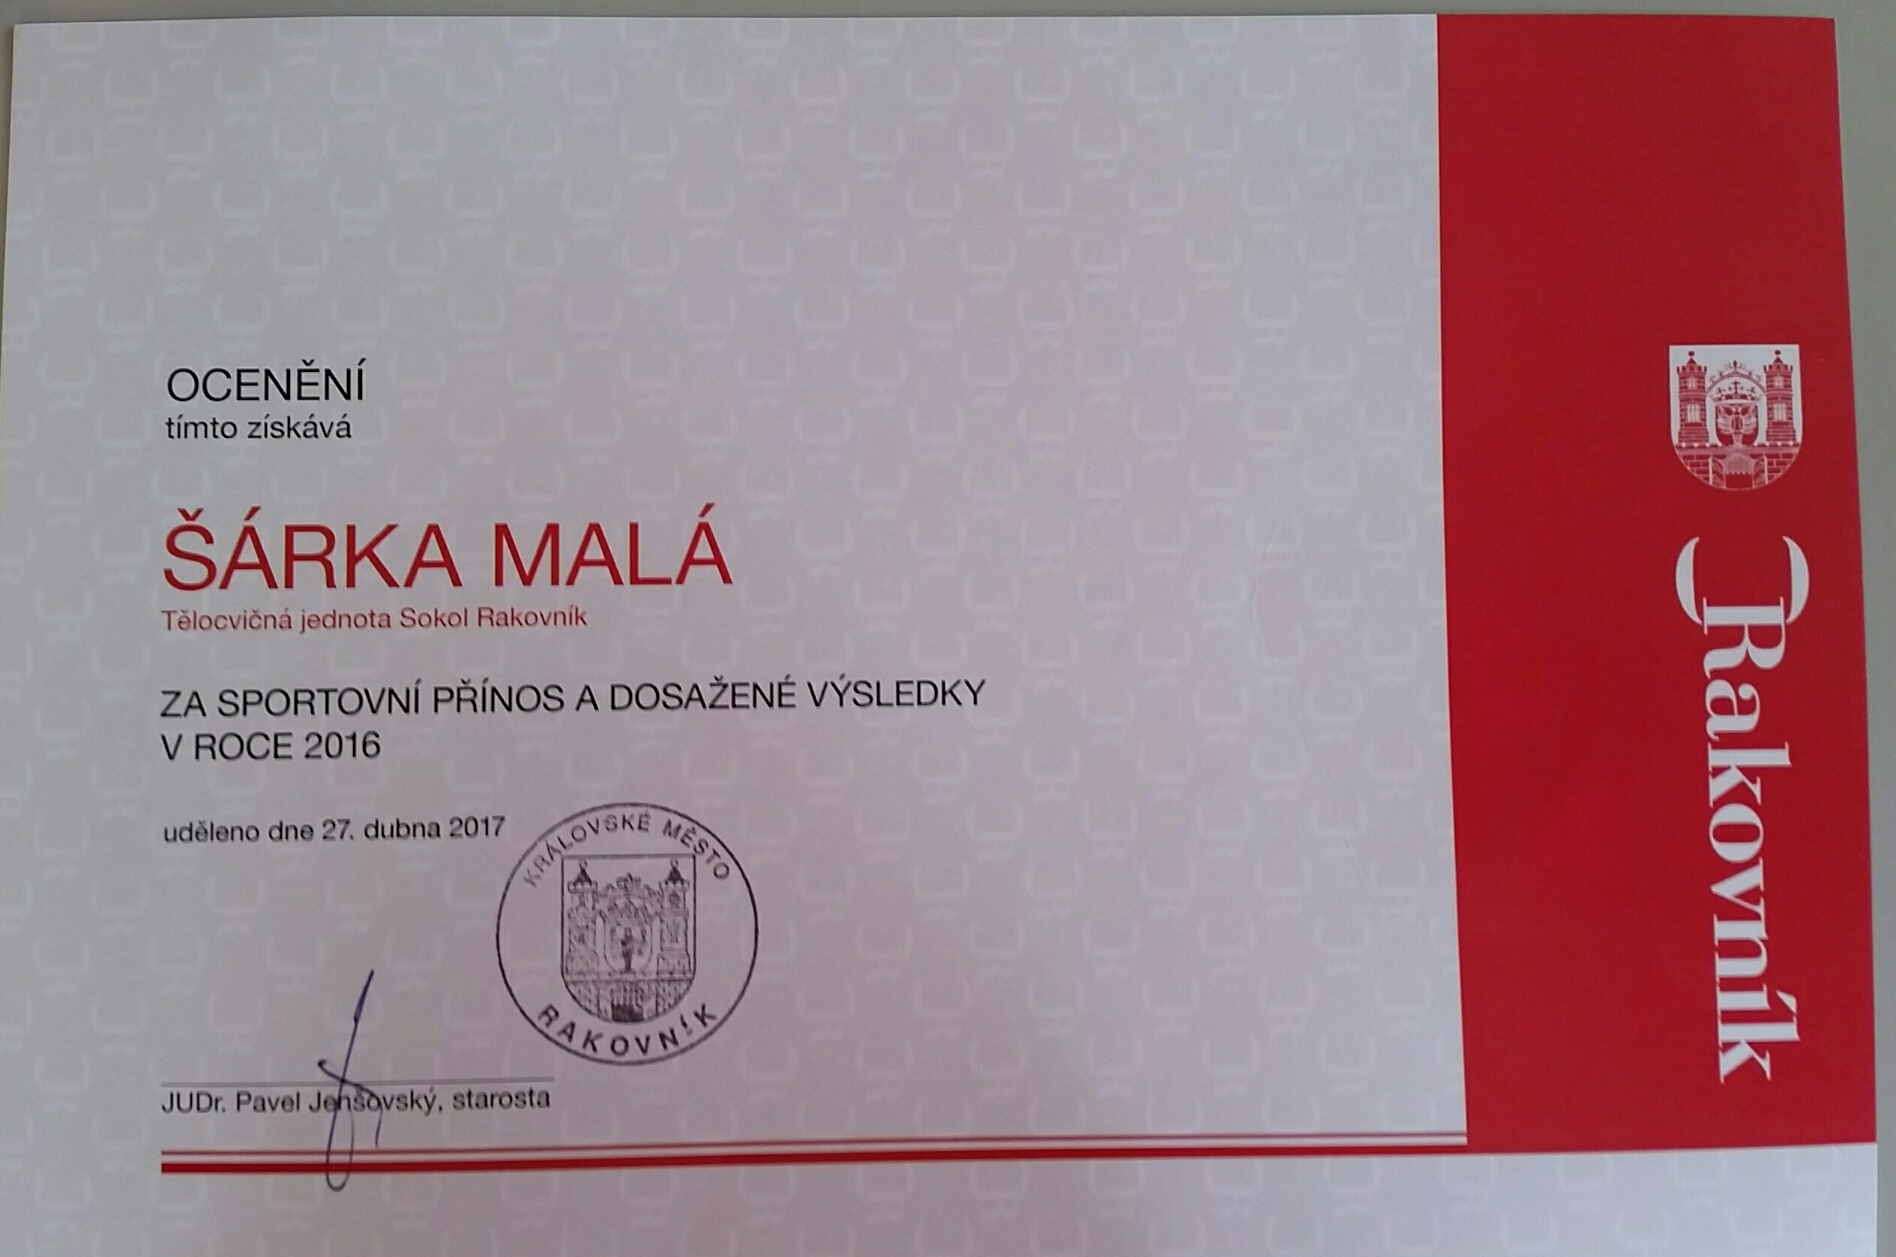 OCENĚNÍ
tímto získává
ŠÁRKA MALÁ
Tělocvičná jednota Sokol Rakovník
ZA SPORTOVNÍ PŘÍNOS A DOSAŽENÉ VÝSLEDKY
V ROCE 2016
uděleno dne 27. dubna 2017
KRÁLOVSKÉ MĚSTO
RAKOVNÍK
JUDr. Pavel Jenšovský, starosta
Rakovník